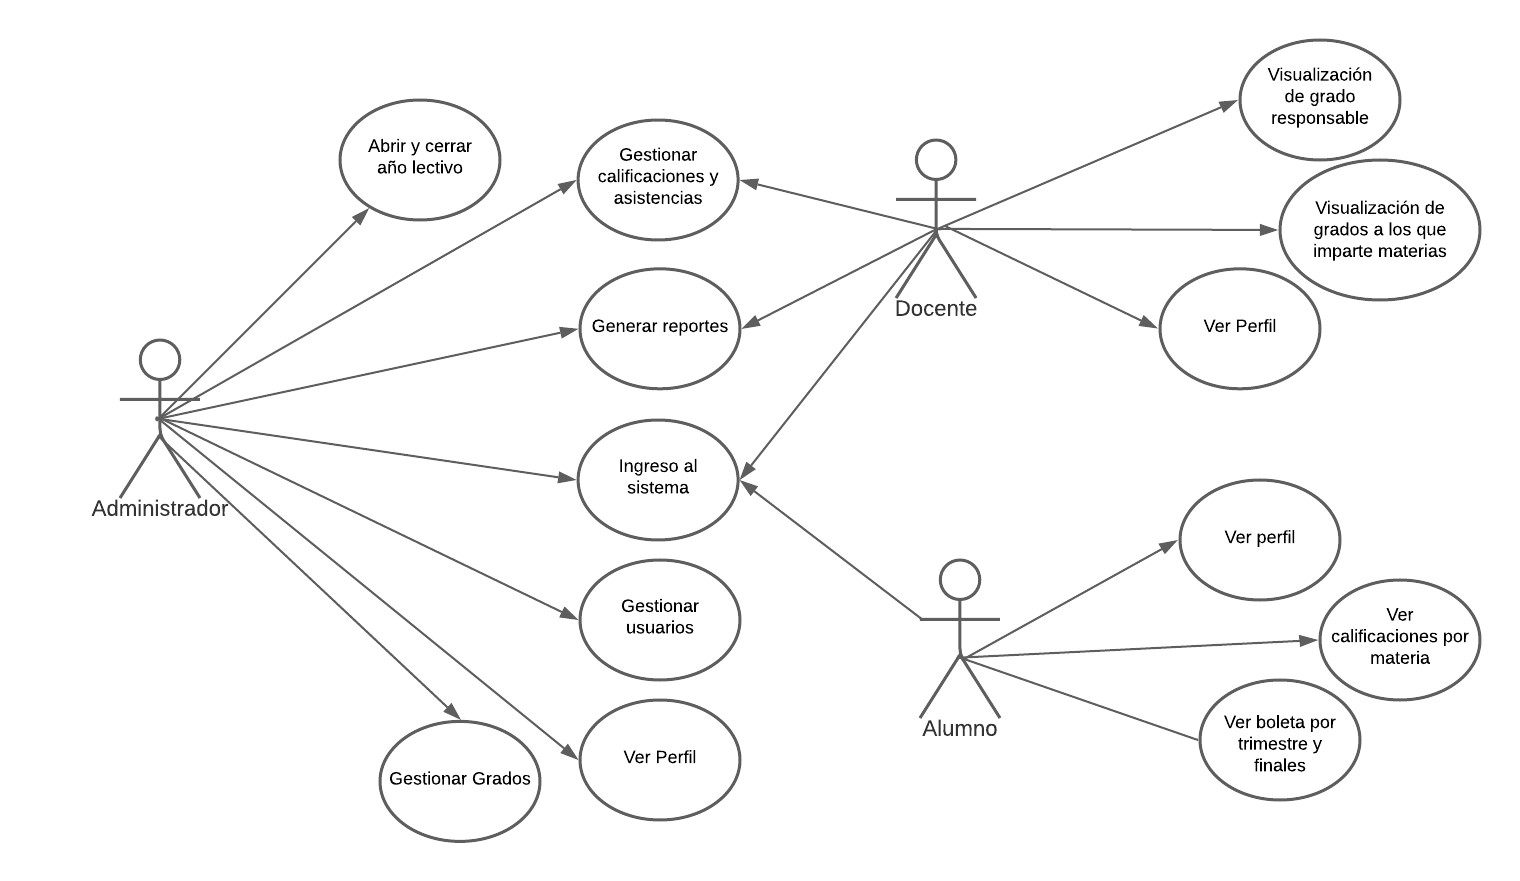 Abrir y cerrar
año lectivo
Gestionar
calificaciones y
asistencias
Generar reportes
Ingreso al
sistema
Gestionar
usuarios
Ver Perfil
Gestionar Grados
Administrador
Docente
Visualización
de grado
responsable
Visualización de
grados a los que
imparte materias
Ver Perfil
Alumno
Ver perfil
Ver
calificaciones por
materia
Ver boleta por
trimestre y
finales